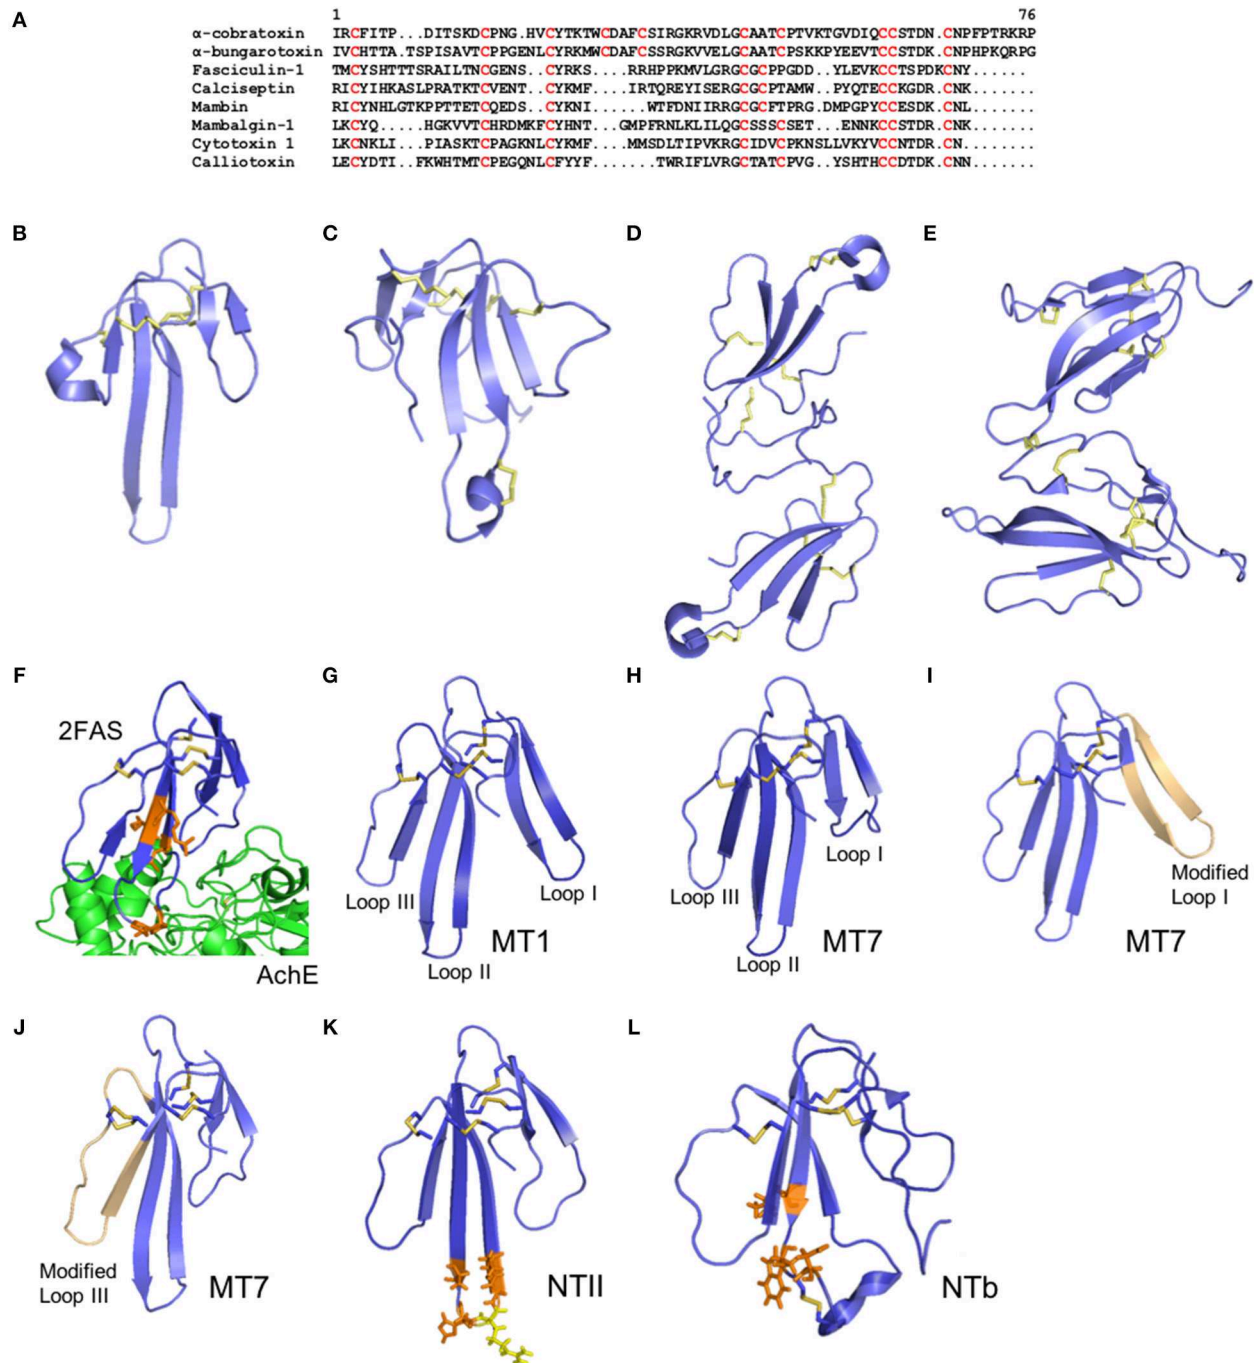 A
1 76
α-cobratoxin IRCFITP...DITSKDCPNG.HVCYTKTWCDAFCSIRGKRVDLGCAATCPTVKTGVDIQCCSTDN.CNPFPTRKRP
α-bungarotoxin IVCHTTA.TSPISAVTCPPGENLCYRKMWCDAFCSSRGKVVELGCAATCPSKKPYEEVTCCSTDN.CNPHPKQRPG
Fasciculin-1 TMCYSHTTTSRAILTNCGENS..CYRKS....RRHPPKMVLGRGCGCPPGDD..YLEVKCCTSPDKCNY.......
Calciseptin RICYIHKASLPRATKTCVENT..CYKMF....IRTQREYISERGCGCPTAMW..PYQTECCKGDR.CNK.......
Mambin RICYNHLGTKPPTTETCQEDS..CYKNI......WTFDNIIRRGCGCFTPRG.DMPGPYCCESDK.CNL.......
Mambalgin-1 LKCYQ....HGKVVTCHRDMKFCYHNT....GMPFRNLKLILQGCSSSCSET...ENNKCCSTDR.CNK.......
Cytotoxin 1 LKCNKLI..PIASKTCPAGKNLCYKMF....MMSDLTIPVKRGCIDVCPKNSLLVKYVCCNTDR.CN.......
Calliotoxin LECYDTI..FKWHTMTCPEGQNLCFYYF.......TWRIFLVRGCTATCPVG...YSHTHCCDTDK.CNN.......
B
C
D
E
F
2FAS
AchE
G
Loop III
Loop I
MT1
Loop II
H
Loop I
Loop III
MT7
Loop II
I
Modified
Loop I
MT7
J
Modified
Loop III
MT7
K
NTII
L
NTb